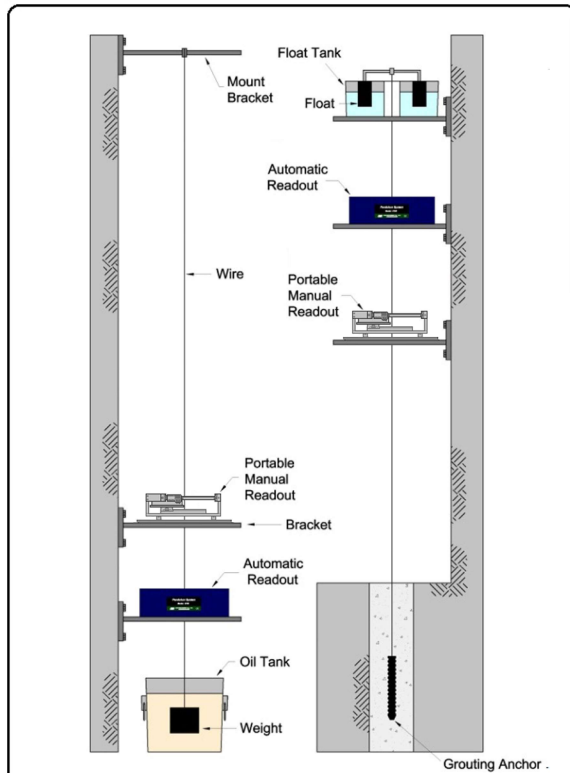 Mount
Bracket
Wire
Portable
Manual
Readout
Bracket
Automatic
Readout
Oil Tank
Weight
Float Tank
Float
Automatic
Readout
Portable
Manual
Readout
Grouting Anchor .